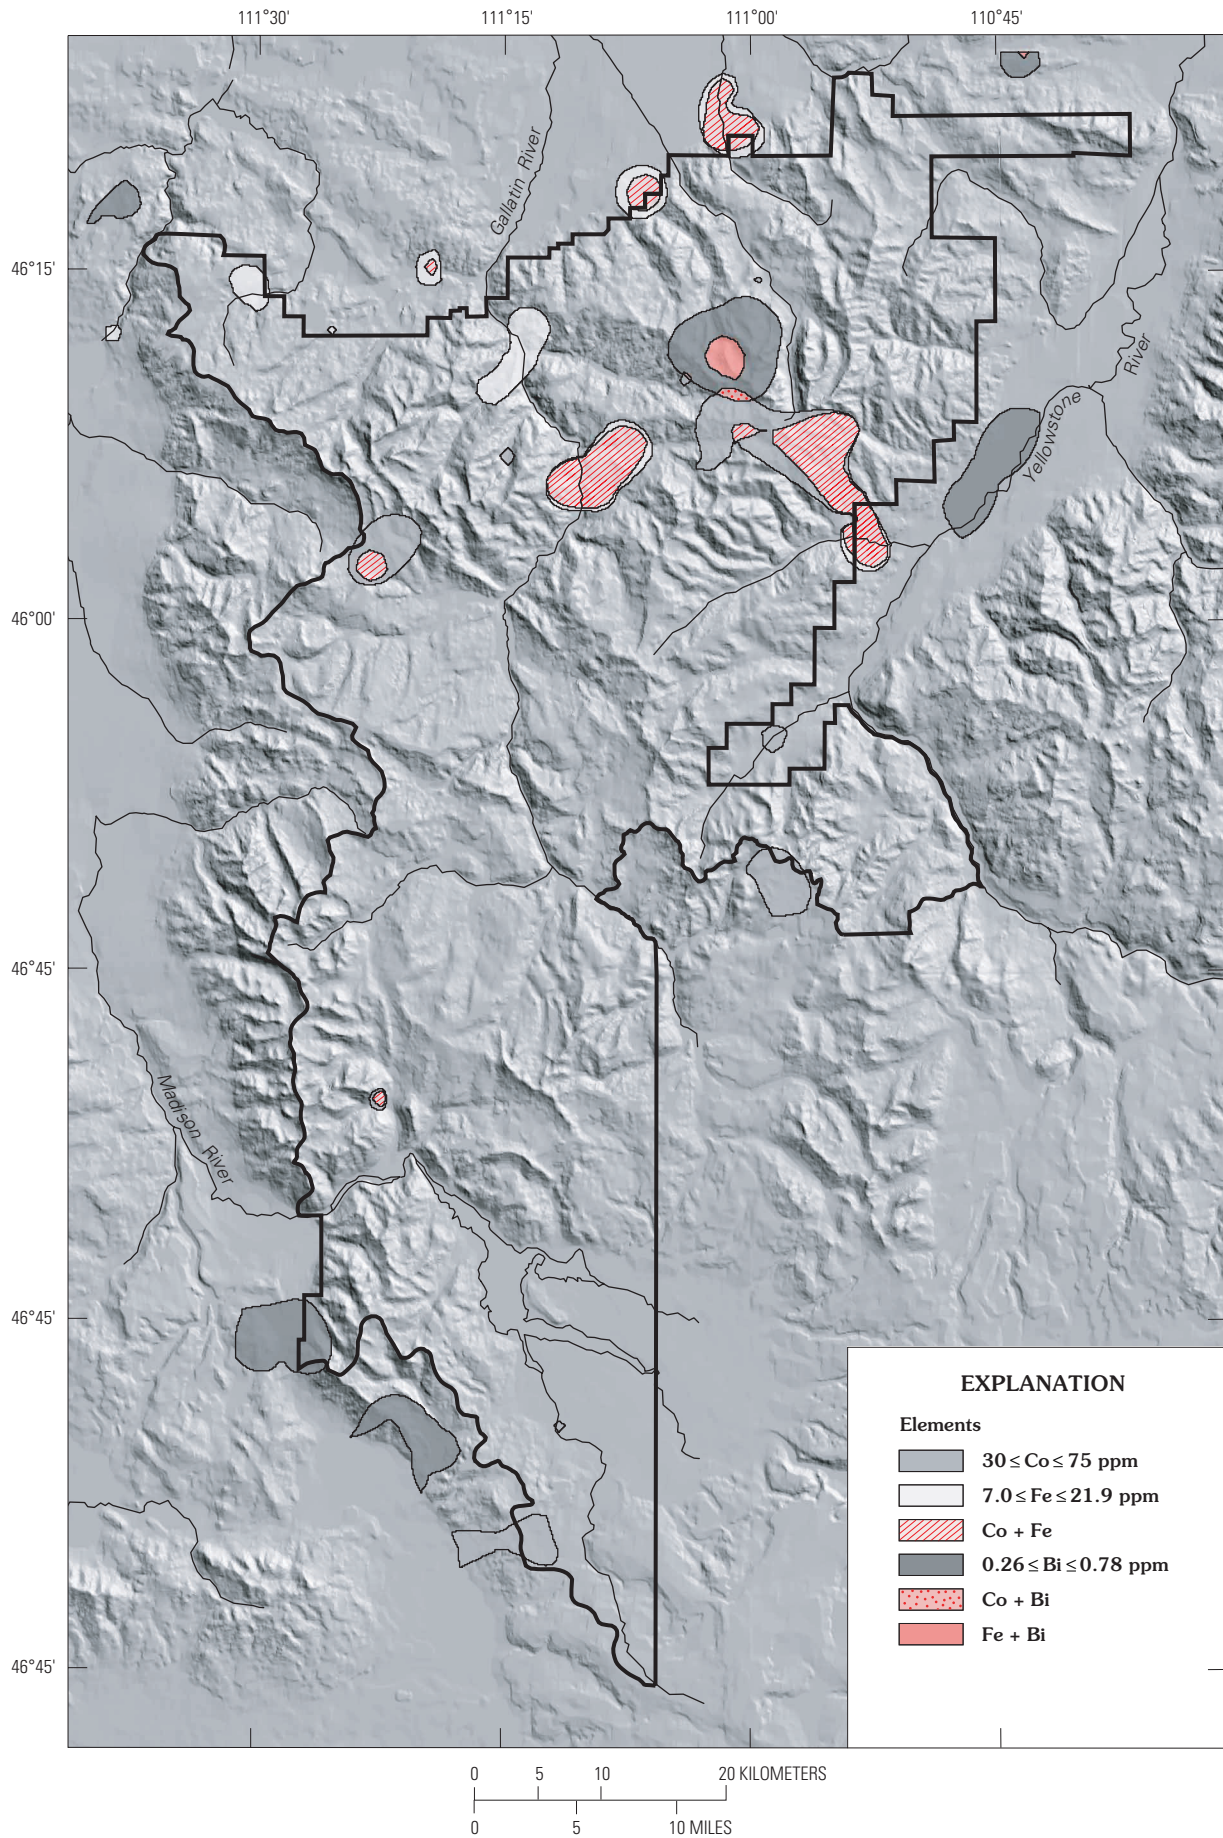 111°30' 111°15' 111°00' 110°45'
Gallatin River
46°15'
River
Yellowstone
46°00'
46°45'
Madison River
46°45'
EXPLANATION
Elements
30 ≤ Co ≤ 75 ppm
7.0 ≤ Fe ≤ 21.9 ppm
Co + Fe
0.26 ≤ Bi ≤ 0.78 ppm
Co + Bi
Fe + Bi
46°45'
0 5 10 20 KILOMETERS
0 5 10 MILES